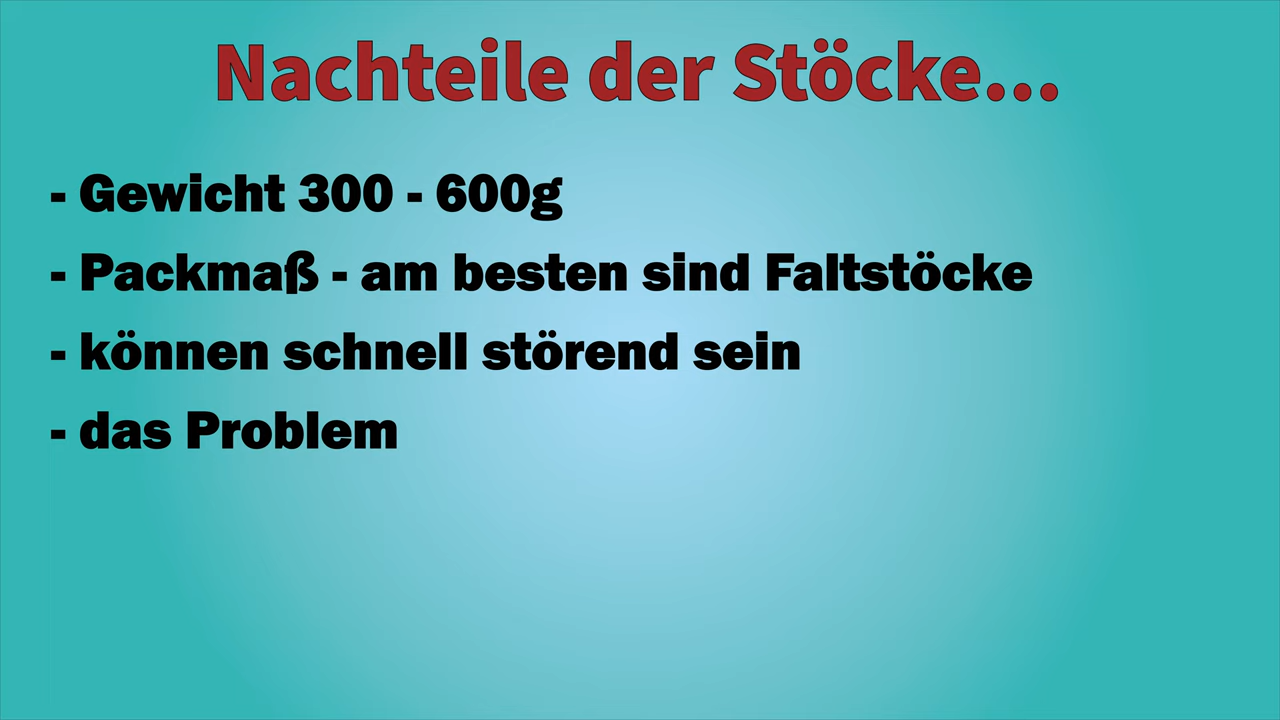 Nachteile der Stöcke...
- Gewicht 300 - 600g
- Packmaß - am besten sind Faltstöcke
- können schnell störend sein
- das Problem